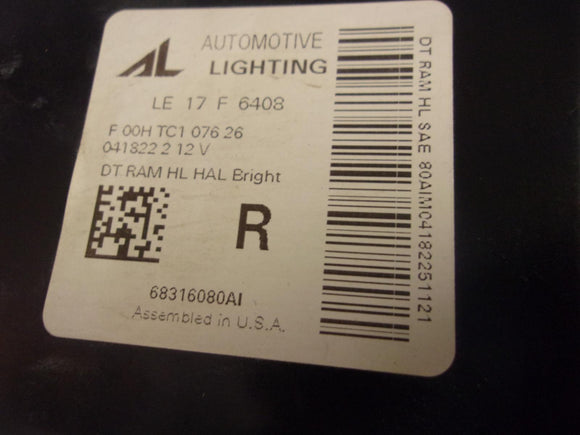 AL AUTOMOTIVE
LIGHTING
LE 17 F 6408
F 00H TC1 076 26
041822 2 12 V
DT RAM HL HAL Bright
R
68316080AI
Assembled in U.S.A.
DT RAM HL SAE 80AIM04182251121